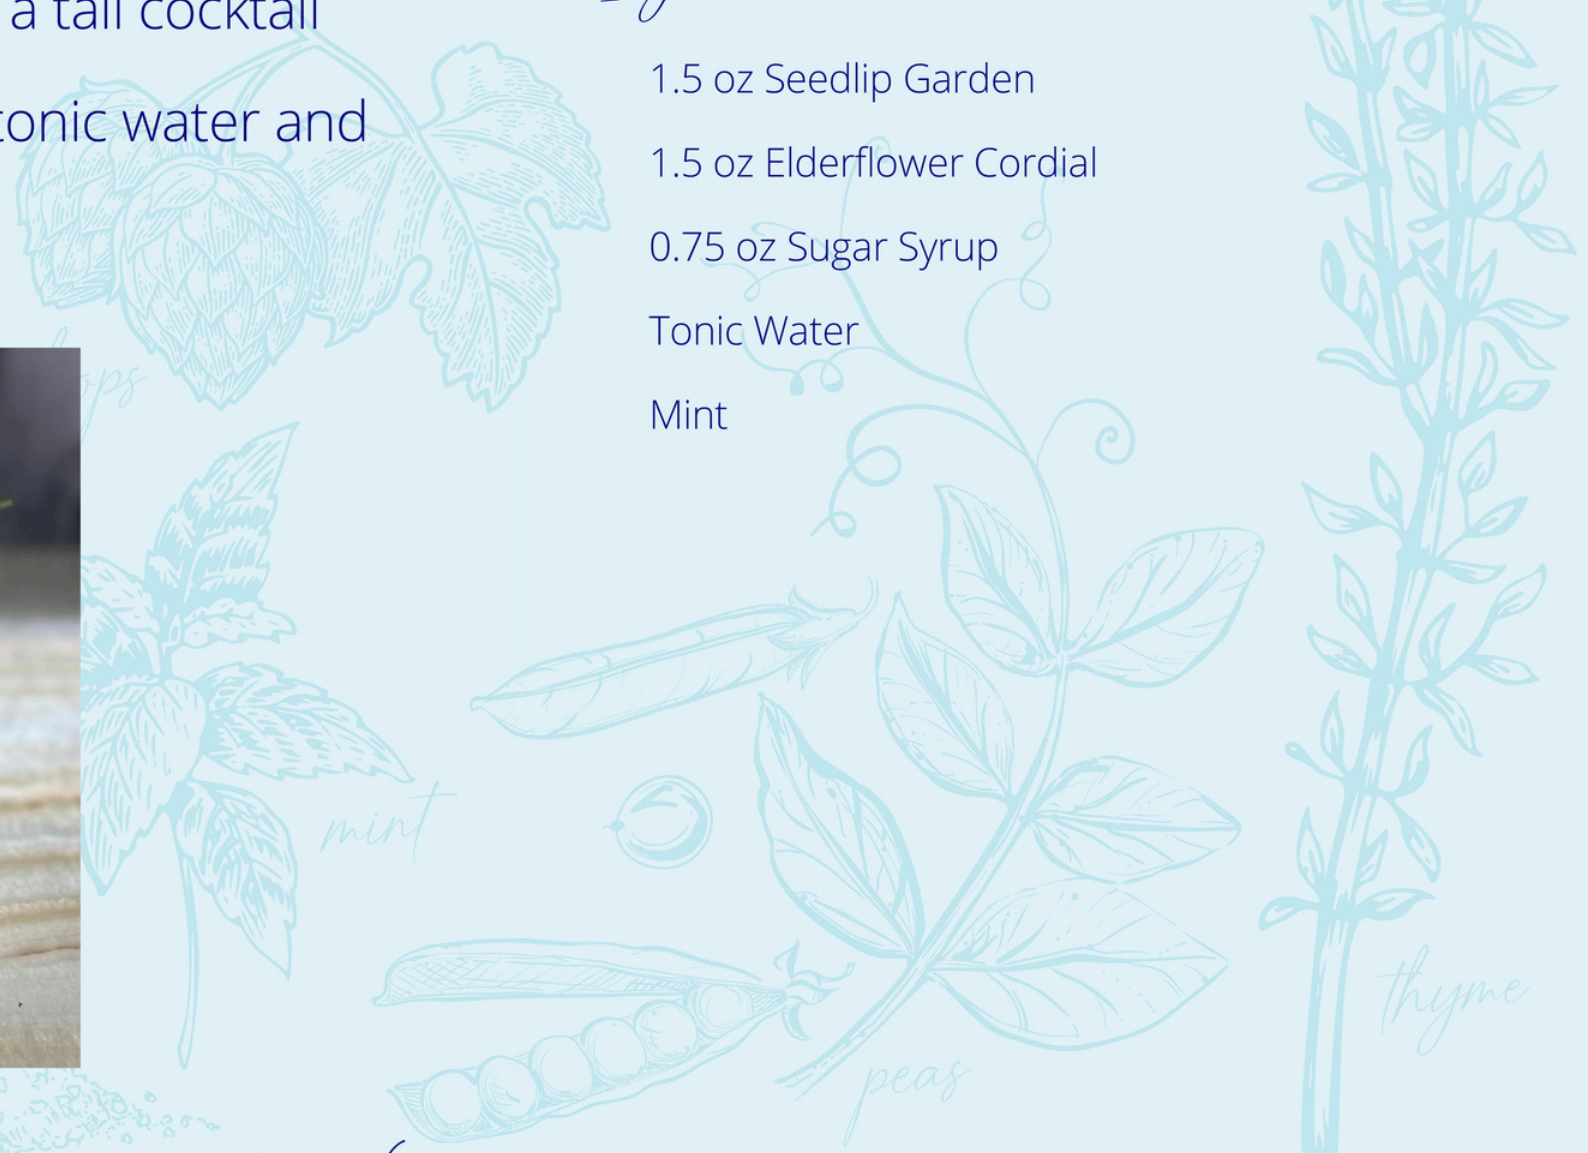 a tall cocktail
tonic water and
1.5 oz Seedlip Garden
1.5 oz Elderflower Cordial
0.75 oz Sugar Syrup
Tonic Water
Mint
mint
thyme
peas